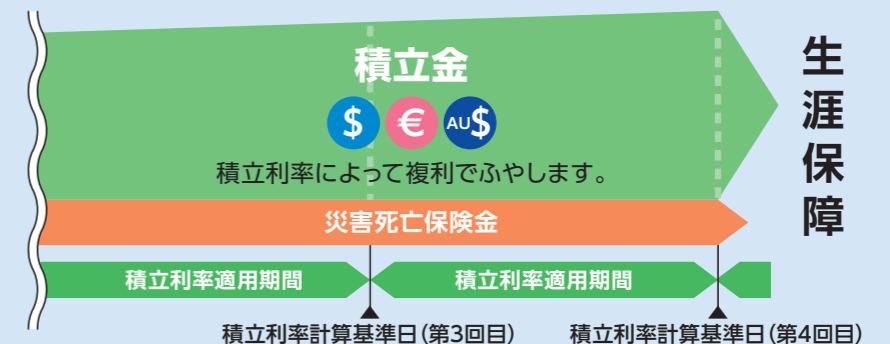 積立金
$ € AU$
積立利率によって複利でふやします。
災害死亡保険金
積立利率適用期間 積立利率適用期間
積立利率計算基準日(第3回目) 積立利率計算基準日(第4回目)
生涯保障